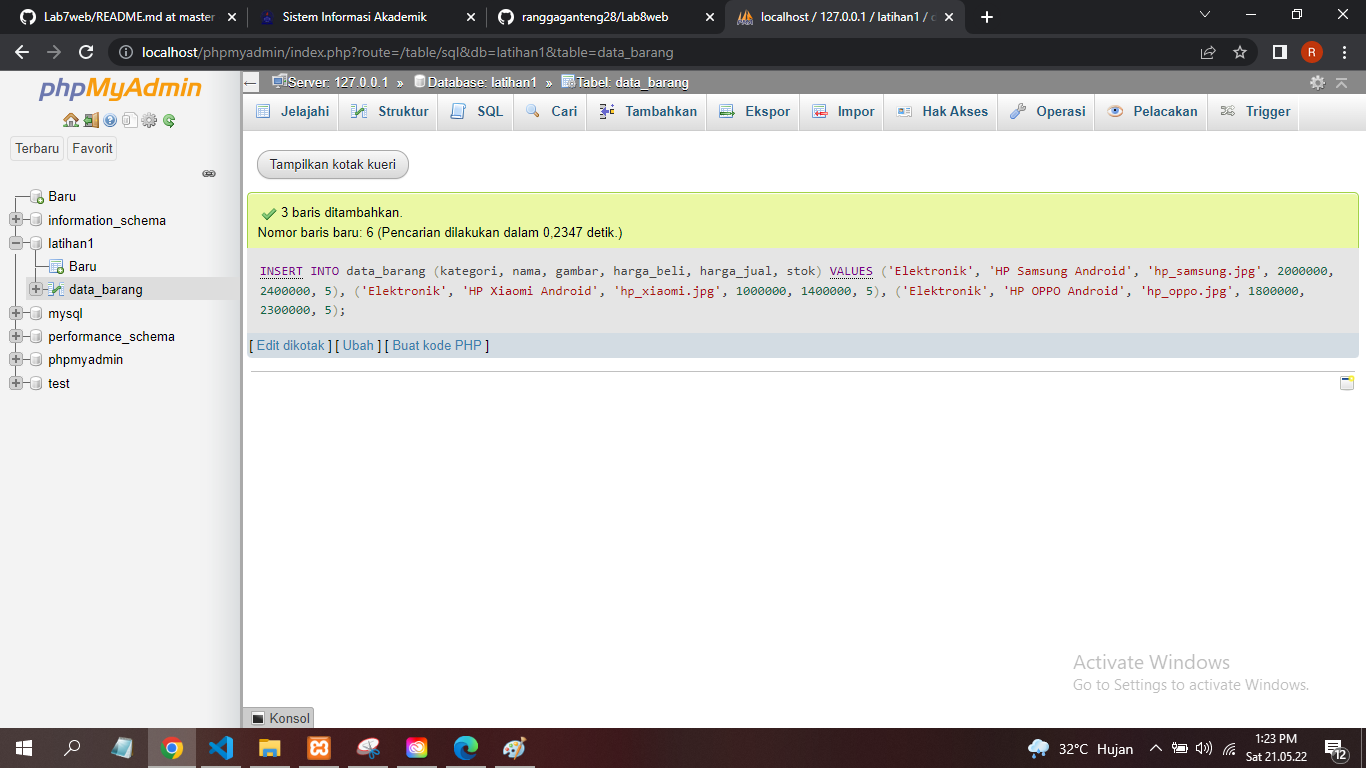 Lab7web/README.md at master
Sistem Informasi Akademik
ranggaganteng28/Lab8web
localhost / 127.0.0.1 / latihan1 /
localhost/phpmyadmin/index.php?route=/table/sql&db=latihan1&table=data_barang
R
phpMyAdmin
Terbaru
Favorit
Baru
information_schema
latihan1
Baru
data_barang
mysql
performance_schema
phpmyadmin
test
Server: 127.0.0.1 » Database: latihan1 » Tabel: data_barang
Jelajahi
Struktur
SQL
Cari
Tambahkan
Ekspor
Impor
Hak Akses
Operasi
Pelacakan
Trigger
Tampilkan kotak kueri
3 baris ditambahkan.
Nomor baris baru: 6 (Pencarian dilakukan dalam 0,2347 detik.)
INSERT INTO data_barang (kategori, nama, gambar, harga_beli, harga_jual, stok) VALUES ('Elektronik', 'HP Samsung Android', 'hp_samsung.jpg', 2000000,
2400000, 5), ('Elektronik', 'HP Xiaomi Android', 'hp_xiaomi.jpg', 1000000, 1400000, 5), ('Elektronik', 'HP OPPO Android', 'hp_oppo.jpg', 1800000,
2300000, 5);
[ Edit dikotak ] [ Ubah ] [ Buat kode PHP ]
Activate Windows
Go to Settings to activate Windows.
Konsol
32°C Hujan
1:23 PM
Sat 21.05.22
12